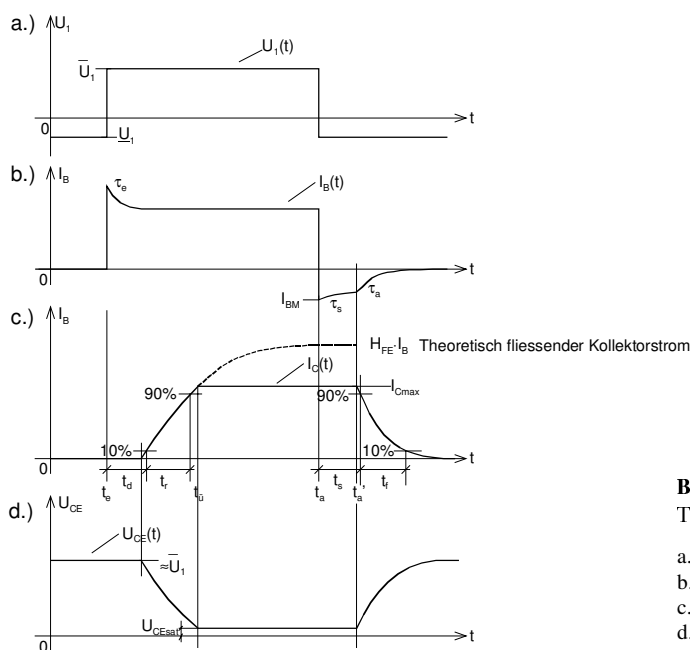 a.)
U1
U1(t)
U1
t
0
U1
b.)
IB
τe
IB(t)
t
0
IBM
τs
τa
c.)
IB
HFE·IB Theoretisch fliessender Kollektorstrom
IC(t)
90%
90%
ICmax
10%
10%
0
t
te
td
tr
tü
ta
ts
ta'
tf
d.)
UCE
UCE(t)
≈U1
UCEsat
0
t
B
T
a.
b.
c.
d.